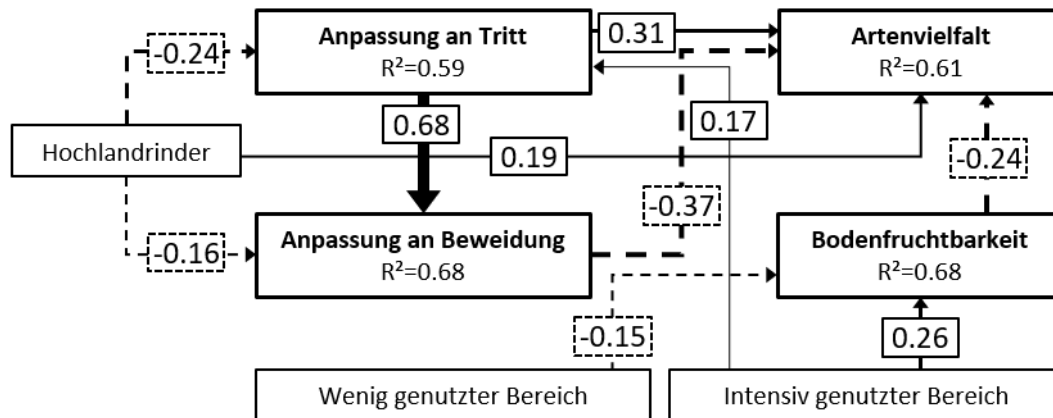 Anpassung an Tritt
R²=0.59
0.31
Artenvielfalt
R²=0.61
-0.24
0.68
0.17
Hochlandrinder
0.19
-0.24
-0.37
-0.16
Anpassung an Beweidung
R²=0.68
Bodenfruchtbarkeit
R²=0.68
-0.15
0.26
Wenig genutzter Bereich
Intensiv genutzter Bereich